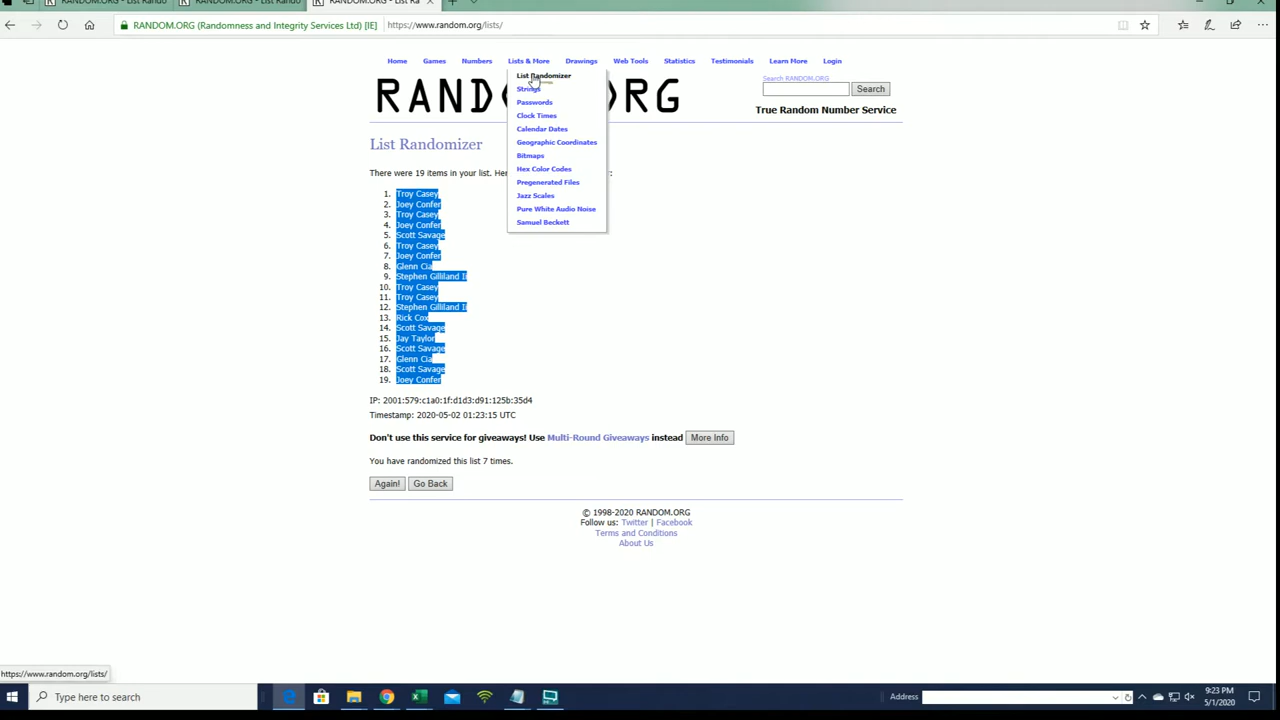 RANDOM.ORG - List Rando
RANDOM.ORG - List Rando
RANDOM.ORG - List Ra
RANDOM.ORG (Randomness and Integrity Services Ltd) [IE]
https://www.random.org/lists/
Home Games Numbers Lists & More Drawings Web Tools Statistics Testimonials Learn More Login
List Randomizer
Strings
Passwords
Clock Times
Calendar Dates
Geographic Coordinates
Bitmaps
Hex Color Codes
Pregenerated Files
Jazz Scales
Pure White Audio Noise
Samuel Beckett
Search RANDOM.ORG
Search
True Random Number Service
List Randomizer
There were 19 items in your list. Her
1. Troy Casey
2. Joey Confer
3. Troy Casey
4. Joey Confer
5. Scott Savage
6. Troy Casey
7. Joey Confer
8. Glenn Cia
9. Stephen Gilliland Ii
10. Troy Casey
11. Troy Casey
12. Stephen Gilliland Ii
13. Rick Cox
14. Scott Savage
15. Jay Taylor
16. Scott Savage
17. Glenn Cia
18. Scott Savage
19. Joey Confer
IP: 2001:579:c1a0:1f:d1d3:d91:125b:35d4
Timestamp: 2020-05-02 01:23:15 UTC
Don't use this service for giveaways! Use Multi-Round Giveaways instead More Info
You have randomized this list 7 times.
Again! Go Back
© 1998-2020 RANDOM.ORG
Follow us: Twitter | Facebook
Terms and Conditions
About Us
https://www.random.org/lists/
Type here to search
Address
9:23 PM
5/1/2020